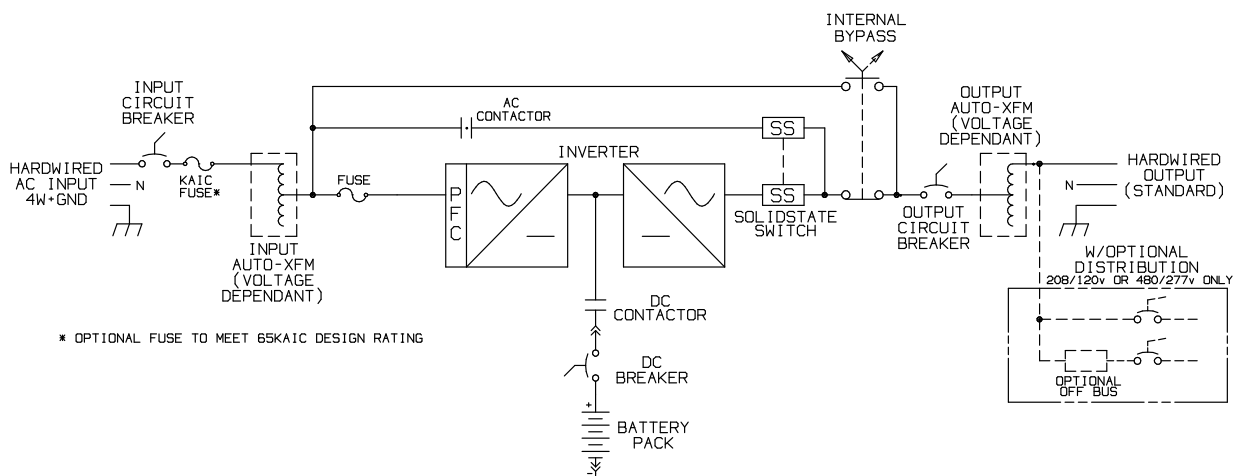 INTERNAL
BYPASS
INPUT
CIRCUIT
BREAKER
AC
CONTACTOR
OUTPUT
AUTO-XFM
(VOLTAGE
DEPENDANT)
SS
HARDWIRED
AC INPUT
4W+GND
N
KAIC
FUSE*
FUSE
INVERTER
PFC
SS
SOLIDSTATE
SWITCH
OUTPUT
CIRCUIT
BREAKER
N
HARDWIRED
OUTPUT
(STANDARD)
INPUT
AUTO-XFM
(VOLTAGE
DEPENDANT)
W/OPTIONAL
DISTRIBUTION
208/120v OR 480/277v ONLY
DC
CONTACTOR
* OPTIONAL FUSE TO MEET 65KAIC DESIGN RATING
DC
BREAKER
OPTIONAL
OFF BUS
+
BATTERY
PACK
-